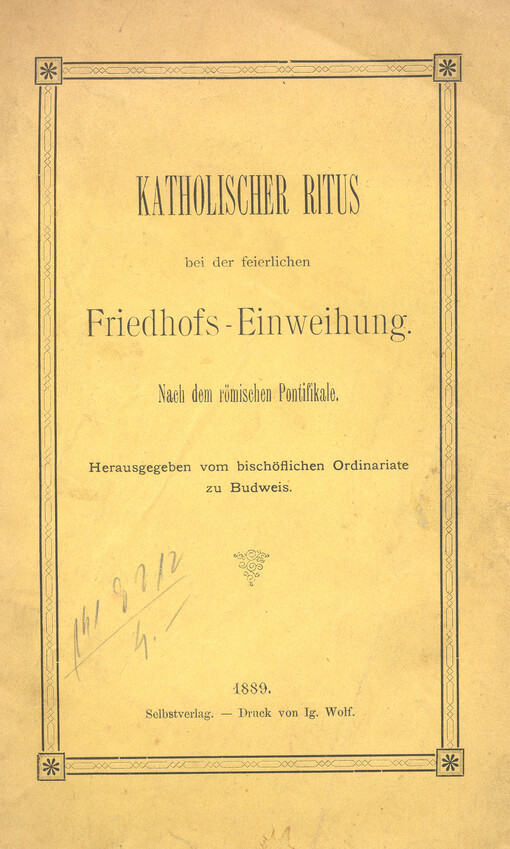 KATHOLISCHER RITUS
bei der feierlichen
Friedhofs-Einweihung.
Nach dem römischen Pontifikale.
Herausgegeben vom bischöflichen Ordinariate
zu Budweis.
1889.
Selbstverlag. — Druck von Ig. Wolf.